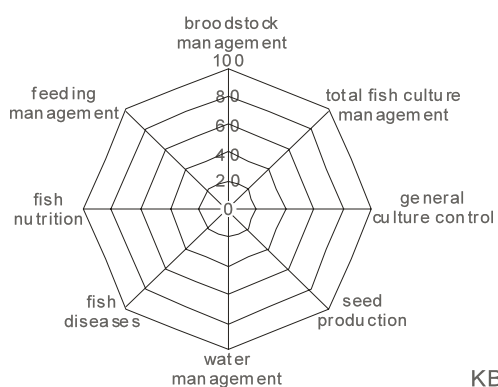 broodstock
management
100
80
60
40
20
0
total fish culture
management
general
culture control
seed
production
water
management
fish
diseases
fish
nutrition
feeding
management
KB